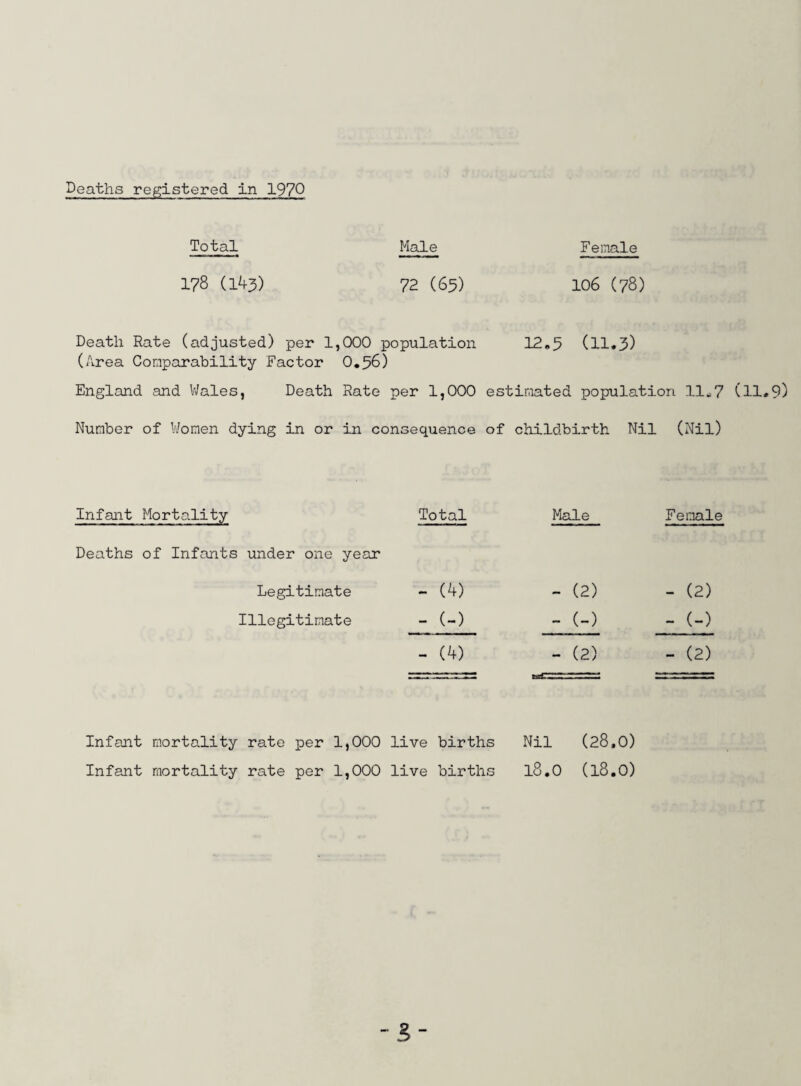 Deaths registered in 1970
Total Male Female
178 (143) 72 (65) 106 (78)
Death Rate (adjusted) per 1,000 population 12.5 (11.3)
(Area Comparability Factor 0.56)
England and Wales, Death Rate per 1,000 estimated population 11.7 (11.9)
Number of Women dying in or in consequence of childbirth Nil (Nil)
Infant Mortality Total Male Female
Deaths of Infants under one year
Legitimate - (4) - (2) - (2)
Illegitimate - (-) - (-) - (-)
- (4) - (2) - (2)
Infant mortality rate per 1,000 live births Nil (28.0)
Infant mortality rate per 1,000 live births 18.0 (18.0)
- 3 -